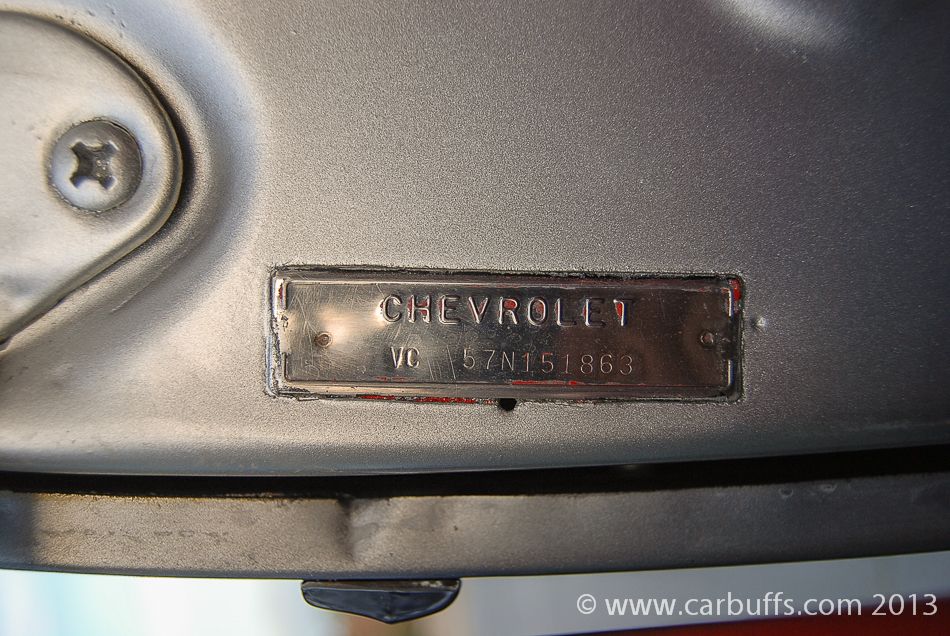 CHEVROLET
VC 57N151863
© www.carbuffs.com 2013